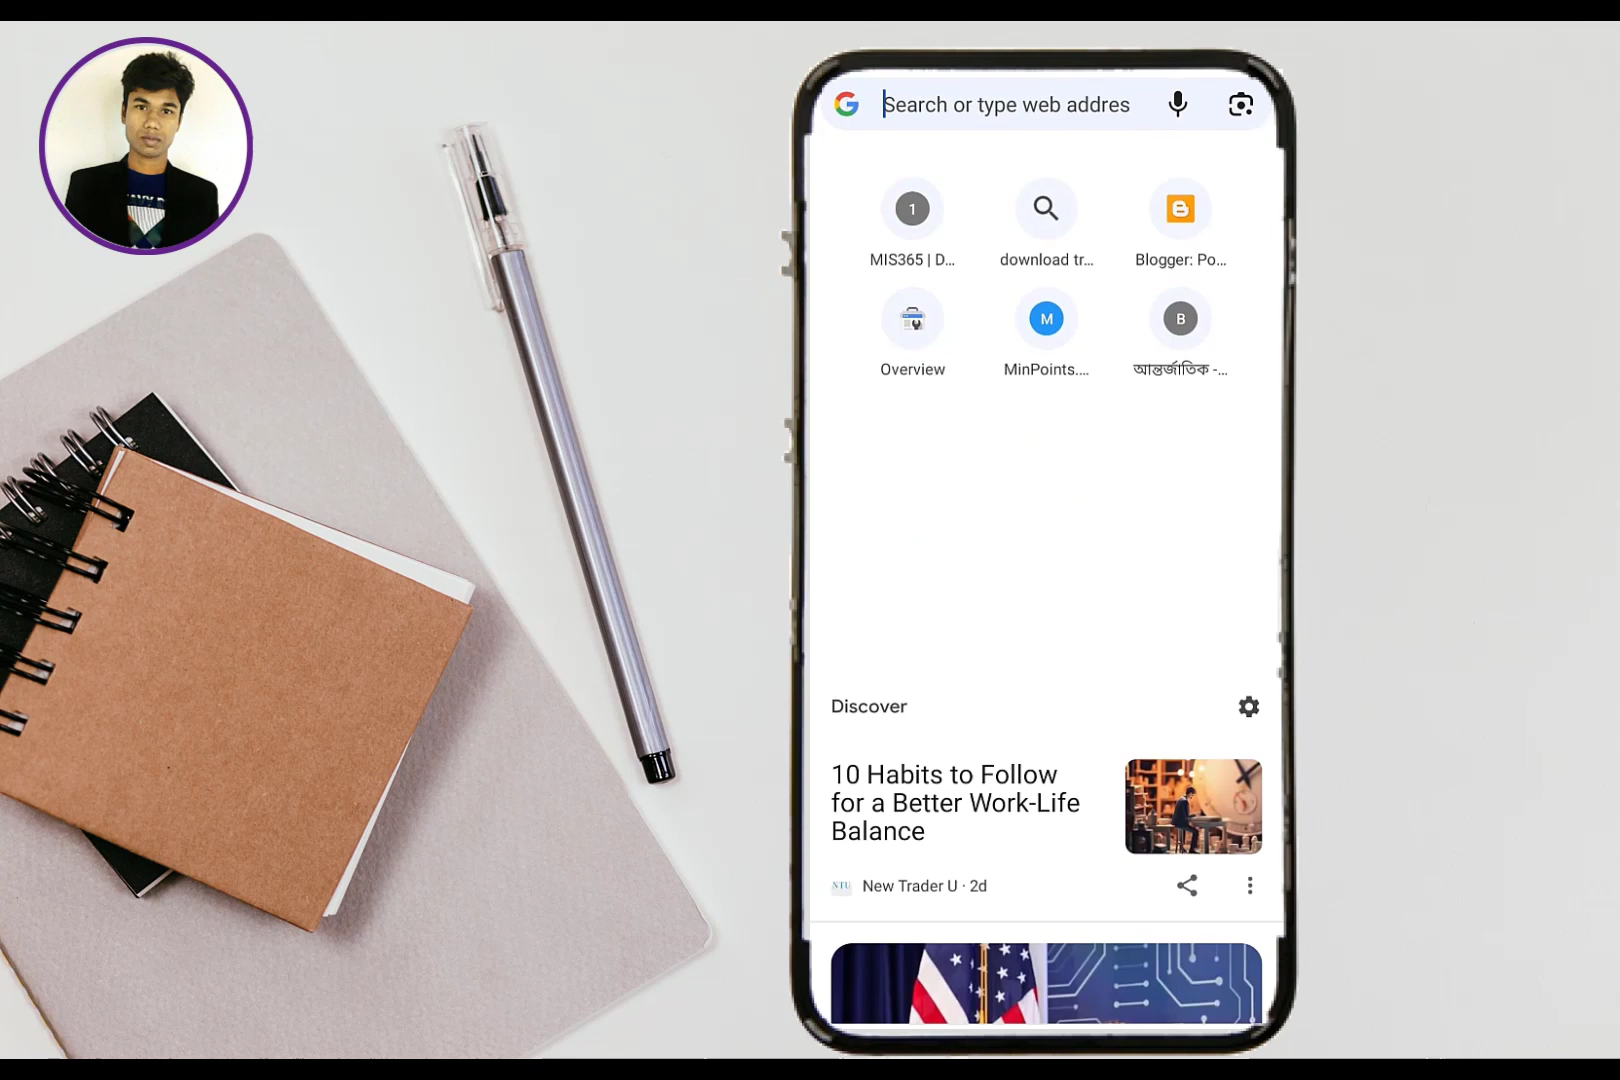 Search or type web addres
1
MIS365 | D...
download tr...
Blogger: Po...
Overview
M
MinPoints....
B
আন্তর্জাতিক -...
Discover
10 Habits to Follow
for a Better Work-Life
Balance
NTU
New Trader U · 2d